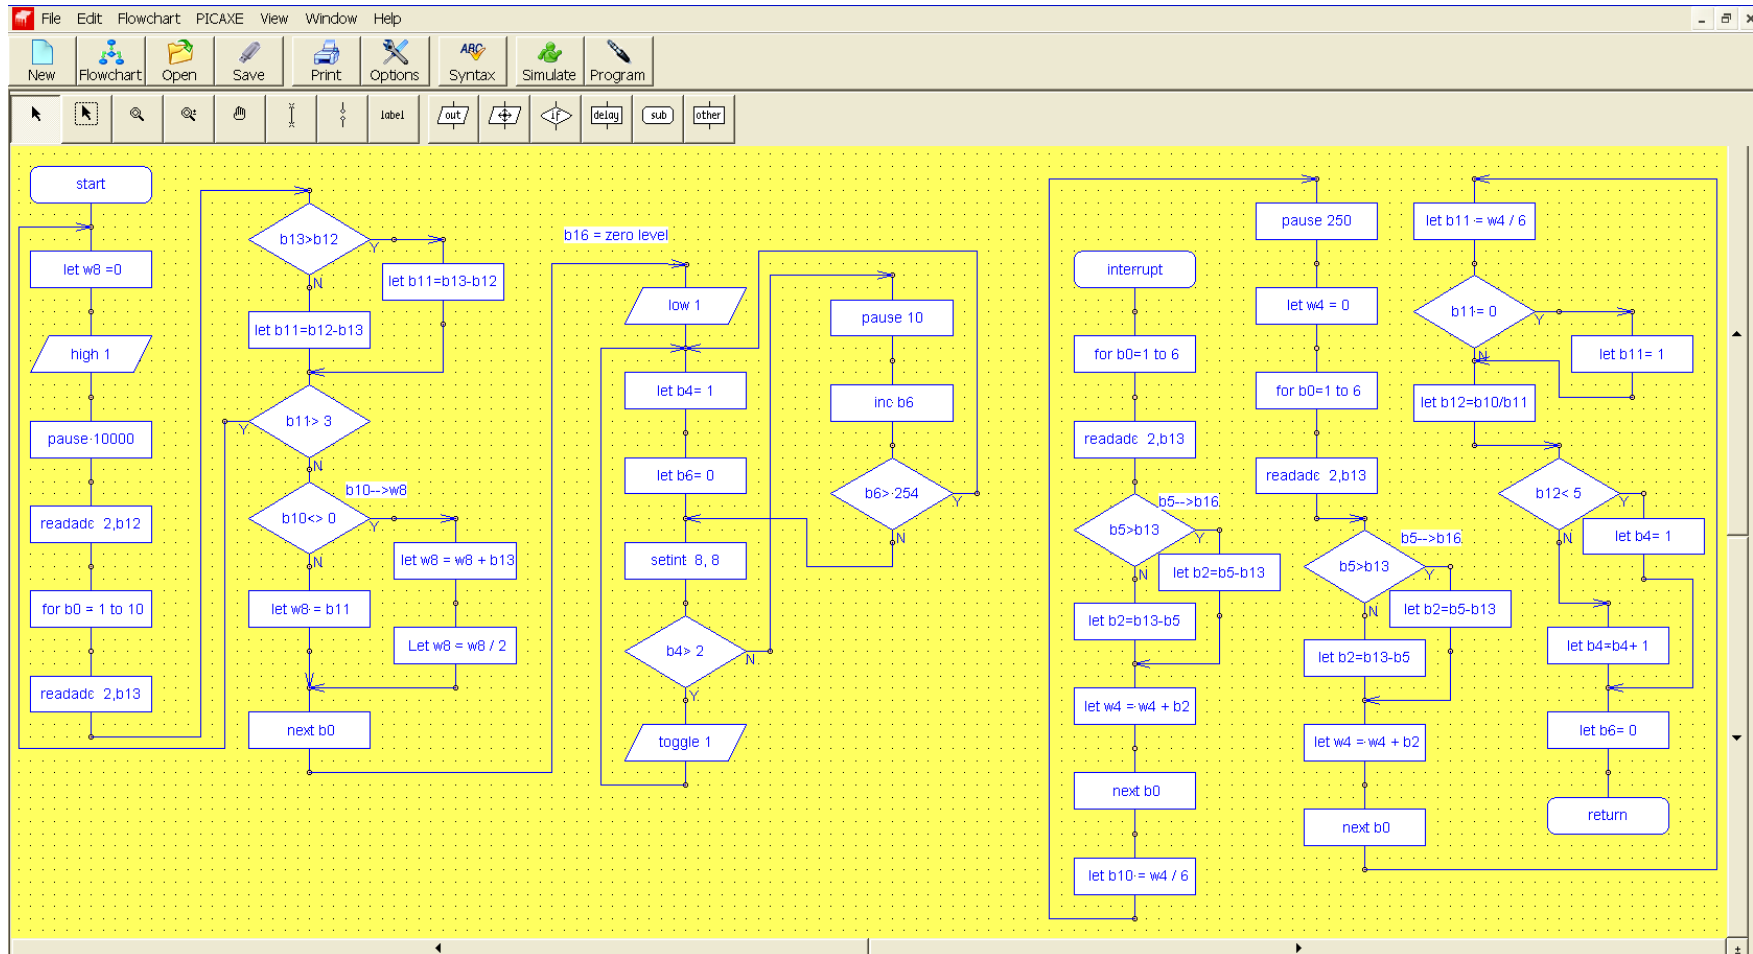 File Edit Flowchart PICAXE View Window Help
New Flowchart Open Save Print Options Syntax Simulate Program
ABC
label out if delay sub other
start
let w8 =0
high 1
pause 10000
readadc 2,b12
for b0 = 1 to 10
readadc 2,b13
b13>b12
Y
N
let b11=b13-b12
let b11=b12-b13
b11> 3
Y
N
b10-->w8
b10<> 0
Y
N
let w8 = w8 + b13
let w8 = b11
Let w8 = w8 / 2
next b0
b16 = zero level
low 1
let b4= 1
let b6= 0
setint 8, 8
b4> 2
N
Y
toggle 1
pause 10
inc b6
b6> 254
Y
N
interrupt
for b0=1 to 6
readadc 2,b13
b5-->b16
b5>b13
Y
N
let b2=b5-b13
let b2=b13-b5
let w4 = w4 + b2
next b0
let b10 = w4 / 6
pause 250
let w4 = 0
for b0=1 to 6
readadc 2,b13
b5-->b16
b5>b13
Y
N
let b2=b5-b13
let b2=b13-b5
let w4 = w4 + b2
next b0
let b11 = w4 / 6
b11= 0
Y
N
let b11= 1
let b12=b10/b11
b12< 5
Y
N
let b4= 1
let b4=b4+ 1
let b6= 0
return